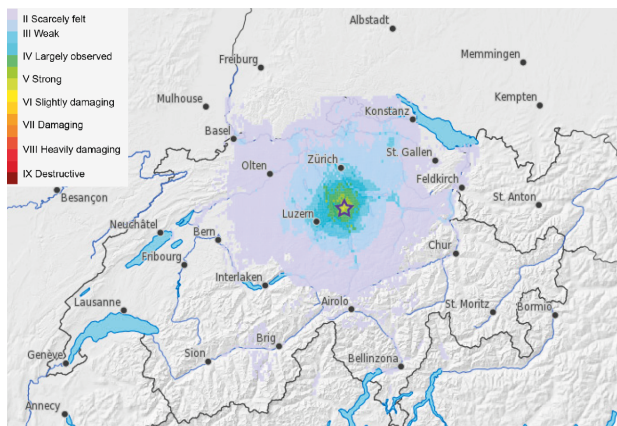 II Scarcely felt
III Weak
IV Largely observed
V Strong
VI Slightly damaging
VII Damaging
VIII Heavily damaging
IX Destructive
Albstadt
Freiburg
Memmingen
Mulhouse
Kempten
Konstanz
Basel
Zürich
St. Gallen
Olten
Feldkirch
Besançon
St. Anton
Luzern
Neuchâtel
Bern
Chur
Fribourg
Interlaken
Airolo
St. Moritz
Bormio
Lausanne
Brig
Sion
Genève
Bellinzona
Annecy